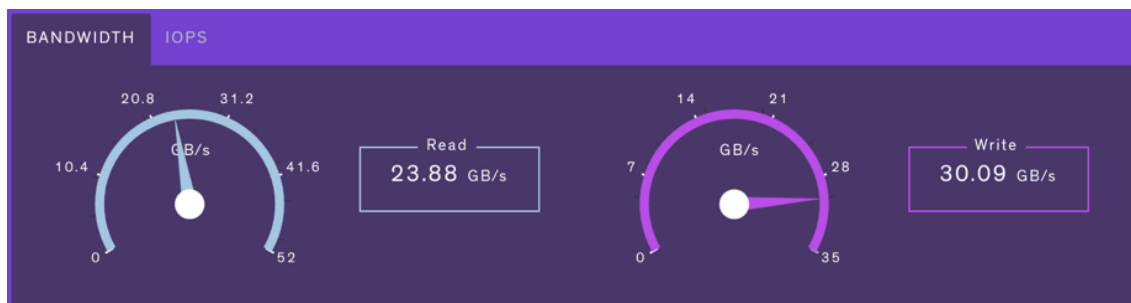 BANDWIDTH IOPS
20.8 31.2
10.4 41.6
GB/s
0 52
Read
23.88 GB/s
14 21
7 28
GB/s
0 35
Write
30.09 GB/s